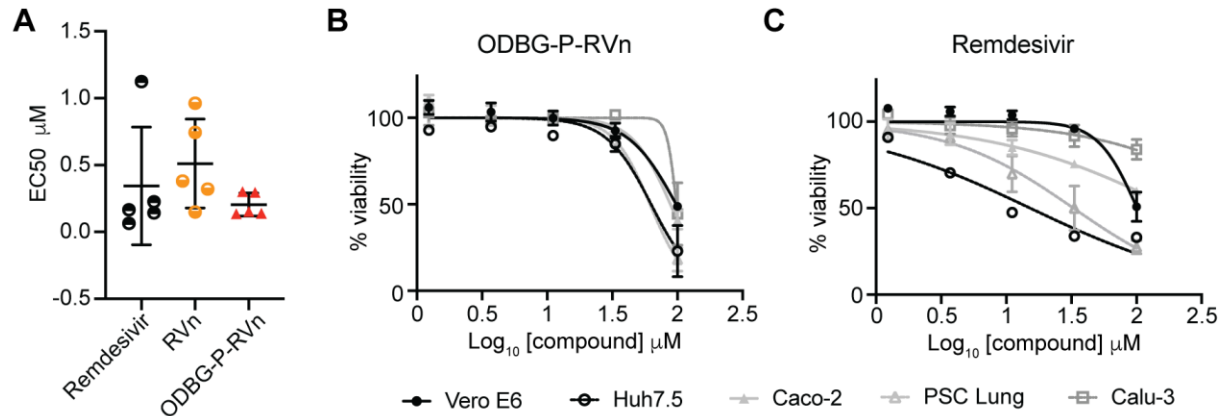 A
EC50 μM
1.5
1.0
0.5
0.0
-0.5
Remdesivir
RVn
ODBG-P-RVn
B
ODBG-P-RVn
% viability
100
50
0
0 0.5 1.0 1.5 2 2.5
Log10 [compound] μM
C
Remdesivir
% viability
100
50
0
0 0.5 1.0 1.5 2 2.5
Log10 [compound] μM
Vero E6 Huh7.5 Caco-2 PSC Lung Calu-3